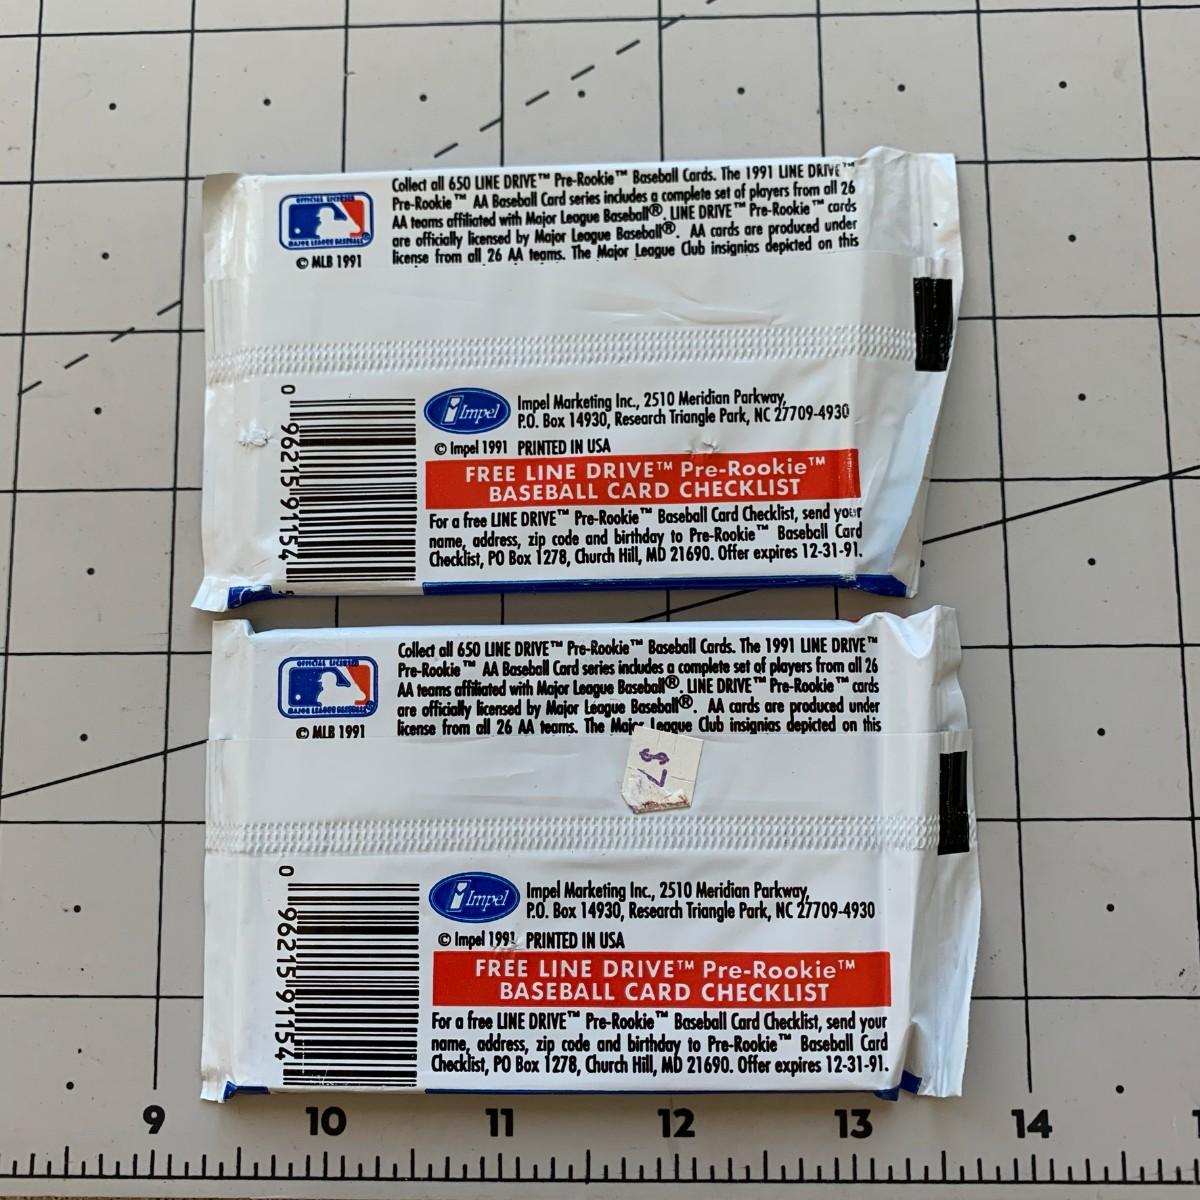 Collect all 650 LINE DRIVE™ Pre-Rookie™ Baseball Cards. The 1991 LINE DRIVE™
Pre-Rookie™ AA Baseball Card series includes a complete set of players from all 26
AA teams affiliated with Major League Baseball®. LINE DRIVE™ Pre-Rookie™ cards
are officially licensed by Major League Baseball®. AA cards are produced under
license from all 26 AA teams. The Major League Club insignias depicted on this
OFFICIAL LICENSEE
MAJOR LEAGUE BASEBALL®
© MLB 1991
0 96215 91154
Impel
Impel Marketing Inc., 2510 Meridian Parkway,
P.O. Box 14930, Research Triangle Park, NC 27709-4930
© Impel 1991 PRINTED IN USA
FREE LINE DRIVE™ Pre-Rookie™
BASEBALL CARD CHECKLIST
For a free LINE DRIVE™ Pre-Rookie™ Baseball Card Checklist, send your
name, address, zip code and birthday to Pre-Rookie™ Baseball Card
Checklist, PO Box 1278, Church Hill, MD 21690. Offer expires 12-31-91.
Collect all 650 LINE DRIVE™ Pre-Rookie™ Baseball Cards. The 1991 LINE DRIVE™
Pre-Rookie™ AA Baseball Card series includes a complete set of players from all 26
AA teams affiliated with Major League Baseball®. LINE DRIVE™ Pre-Rookie™ cards
are officially licensed by Major League Baseball®. AA cards are produced under
license from all 26 AA teams. The Major League Club insignias depicted on this
OFFICIAL LICENSEE
MAJOR LEAGUE BASEBALL®
© MLB 1991
0 96215 91154
Impel
Impel Marketing Inc., 2510 Meridian Parkway,
P.O. Box 14930, Research Triangle Park, NC 27709-4930
© Impel 1991 PRINTED IN USA
FREE LINE DRIVE™ Pre-Rookie™
BASEBALL CARD CHECKLIST
For a free LINE DRIVE™ Pre-Rookie™ Baseball Card Checklist, send your
name, address, zip code and birthday to Pre-Rookie™ Baseball Card
Checklist, PO Box 1278, Church Hill, MD 21690. Offer expires 12-31-91.
9 10 11 12 13 14